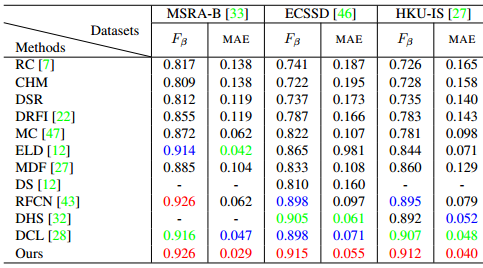 MSRA-B [33] ECSSD [46] HKU-IS [27]
Datasets
Methods
Fβ MAE Fβ MAE Fβ MAE
RC [7] 0.817 0.138 0.741 0.187 0.726 0.165
CHM 0.809 0.138 0.722 0.195 0.728 0.158
DSR 0.812 0.119 0.737 0.173 0.735 0.140
DRFI [22] 0.855 0.119 0.787 0.166 0.783 0.143
MC [47] 0.872 0.062 0.822 0.107 0.781 0.098
ELD [12] 0.914 0.042 0.865 0.981 0.844 0.071
MDF [27] 0.885 0.104 0.833 0.108 0.860 0.129
DS [12] - - 0.810 0.160 - -
RFCN [43] 0.926 0.062 0.898 0.097 0.895 0.079
DHS [32] - - 0.905 0.061 0.892 0.052
DCL [28] 0.916 0.047 0.898 0.071 0.907 0.048
Ours 0.926 0.029 0.915 0.055 0.912 0.040